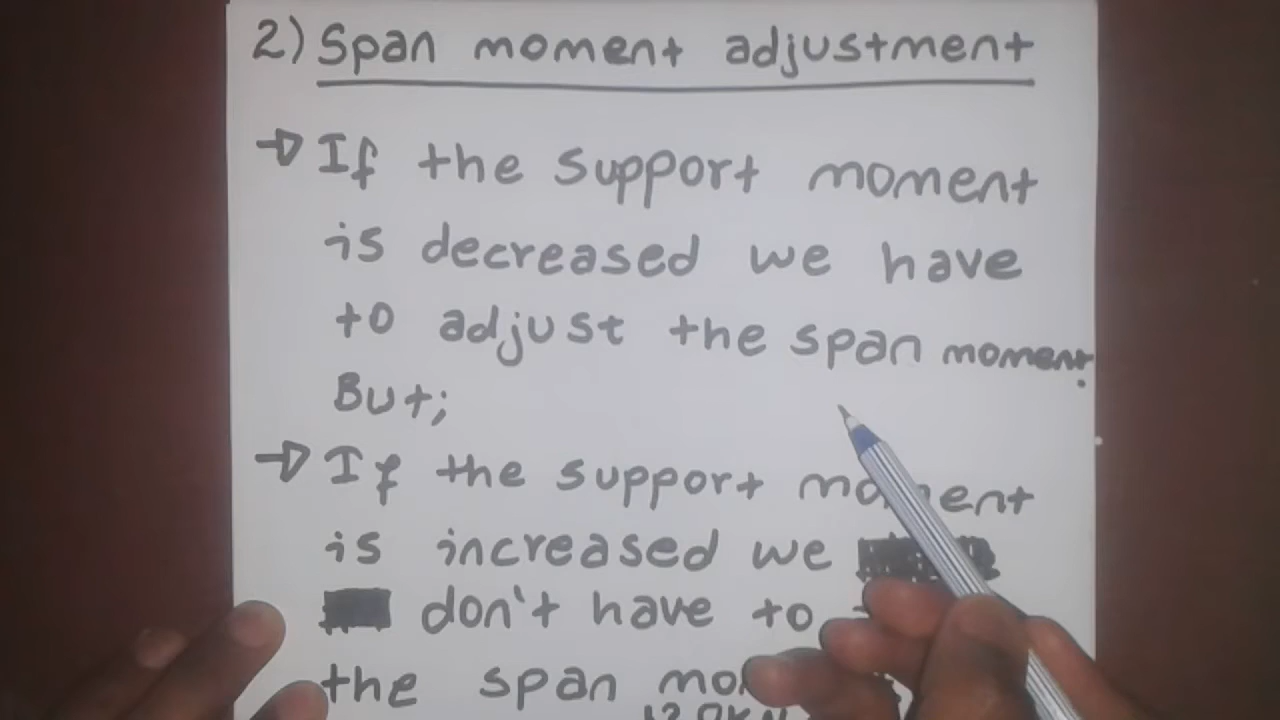 2) Span moment adjustment
If the support moment
is decreased we have
to adjust the span moment.
But;
If the support moment
is increased we
don't have to
the span